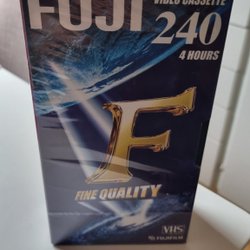 FUJI
VIDEO CASSETTE
240
4 HOURS
F
FINE QUALITY
VHS
FUJIFILM